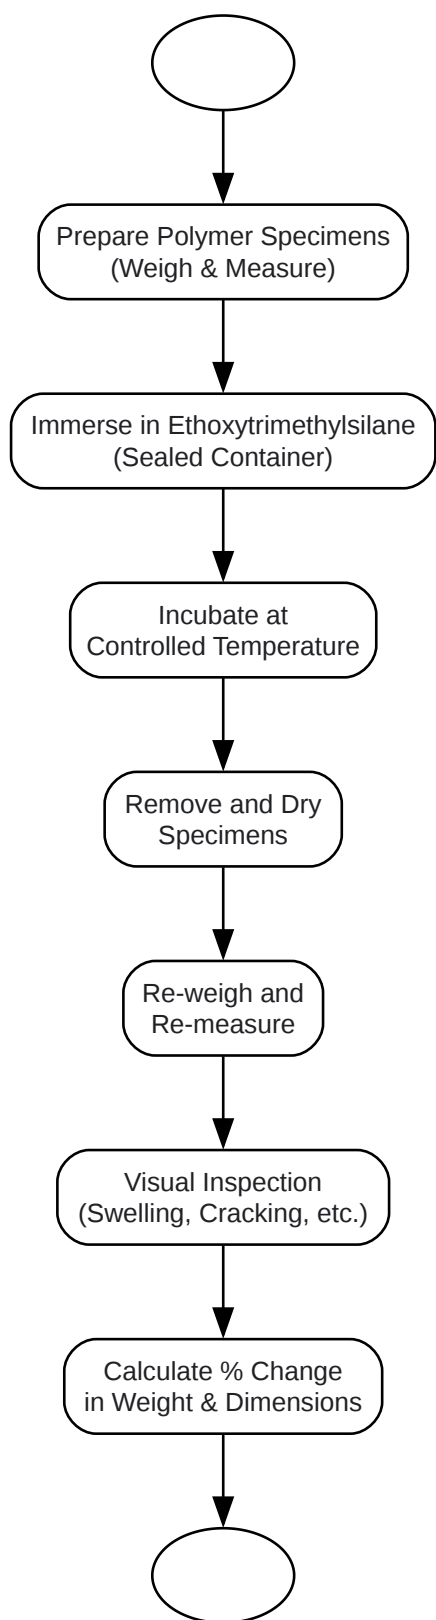 Prepare Polymer Specimens
(Weigh & Measure)
Immerse in Ethoxytrimethylsilane
(Sealed Container)
Incubate at
Controlled Temperature
Remove and Dry
Specimens
Re-weigh and
Re-measure
Visual Inspection
(Swelling, Cracking, etc.)
Calculate % Change
in Weight & Dimensions